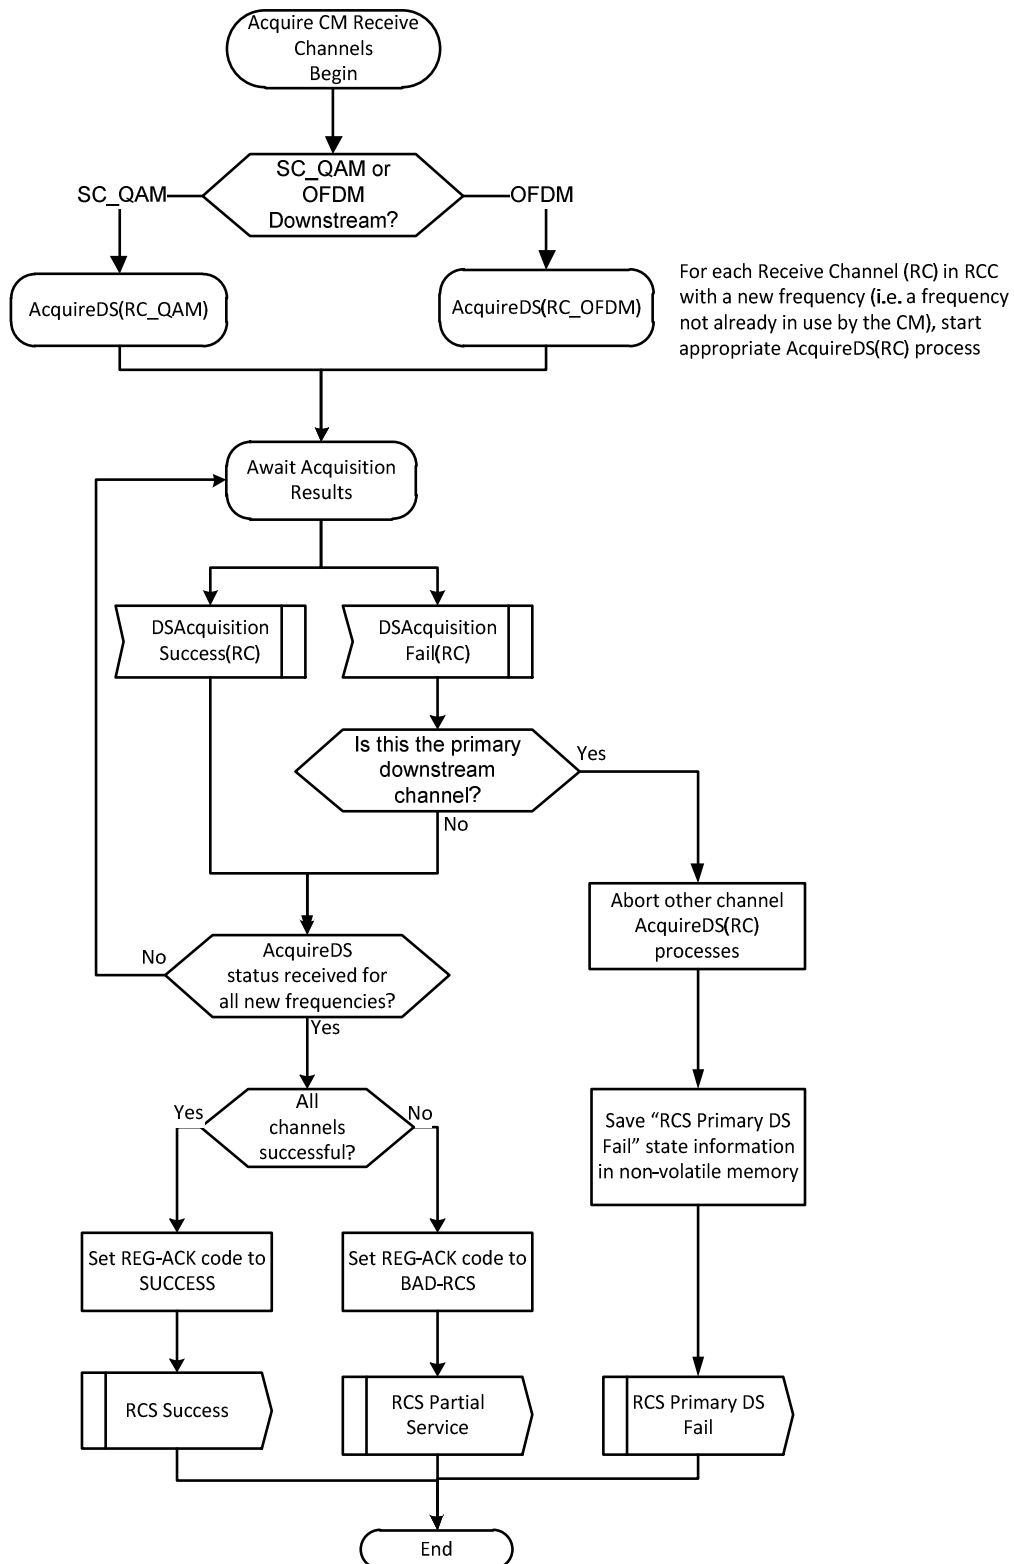 Acquire CM Receive
Channels
Begin
SC_QAM or
OFDM
Downstream?
SC_QAM
OFDM
AcquireDS(RC_QAM)
AcquireDS(RC_OFDM)
For each Receive Channel (RC) in RCC
with a new frequency (i.e. a frequency
not already in use by the CM), start
appropriate AcquireDS(RC) process
Await Acquisition
Results
DSAcquisition
Success(RC)
DSAcquisition
Fail(RC)
Is this the primary
downstream
channel?
Yes
No
Abort other channel
AcquireDS(RC)
processes
AcquireDS
status received for
all new frequencies?
No
Yes
All
channels
successful?
Yes
No
Save “RCS Primary DS
Fail” state information
in non-volatile memory
Set REG-ACK code to
SUCCESS
Set REG-ACK code to
BAD-RCS
RCS Success
RCS Partial
Service
RCS Primary DS
Fail
End